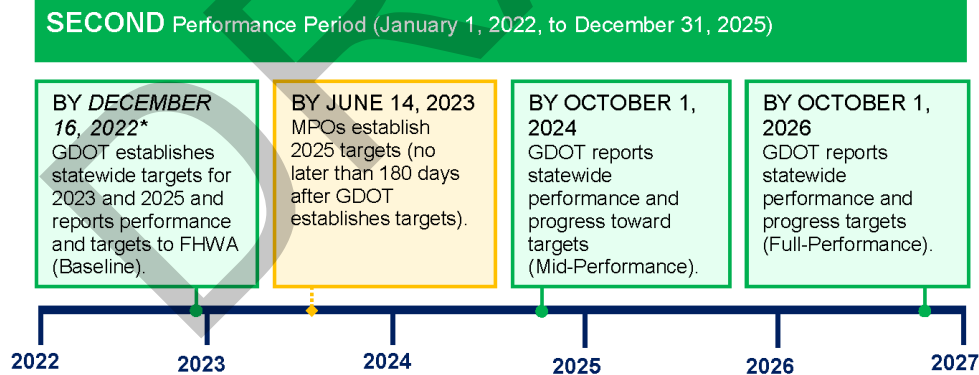 SECOND Performance Period (January 1, 2022, to December 31, 2025)
BY DECEMBER
16, 2022*
GDOT establishes
statewide targets for
2023 and 2025 and
reports performance
and targets to FHWA
(Baseline).
BY JUNE 14, 2023
MPOs establish
2025 targets (no
later than 180 days
after GDOT
establishes targets).
BY OCTOBER 1,
2024
GDOT reports
statewide
performance and
progress toward
targets
(Mid-Performance).
BY OCTOBER 1,
2026
GDOT reports
statewide
performance and
progress targets
(Full-Performance).
2022
2023
2024
2025
2026
2027